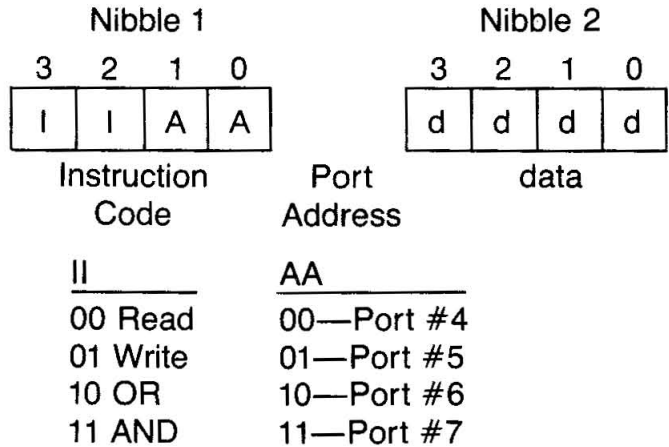 Nibble 1 Nibble 2
3 2 1 0 3 2 1 0
I I A A d d d d
Instruction Port data
Code Address
II AA
00 Read 00—Port #4
01 Write 01—Port #5
10 OR 10—Port #6
11 AND 11—Port #7